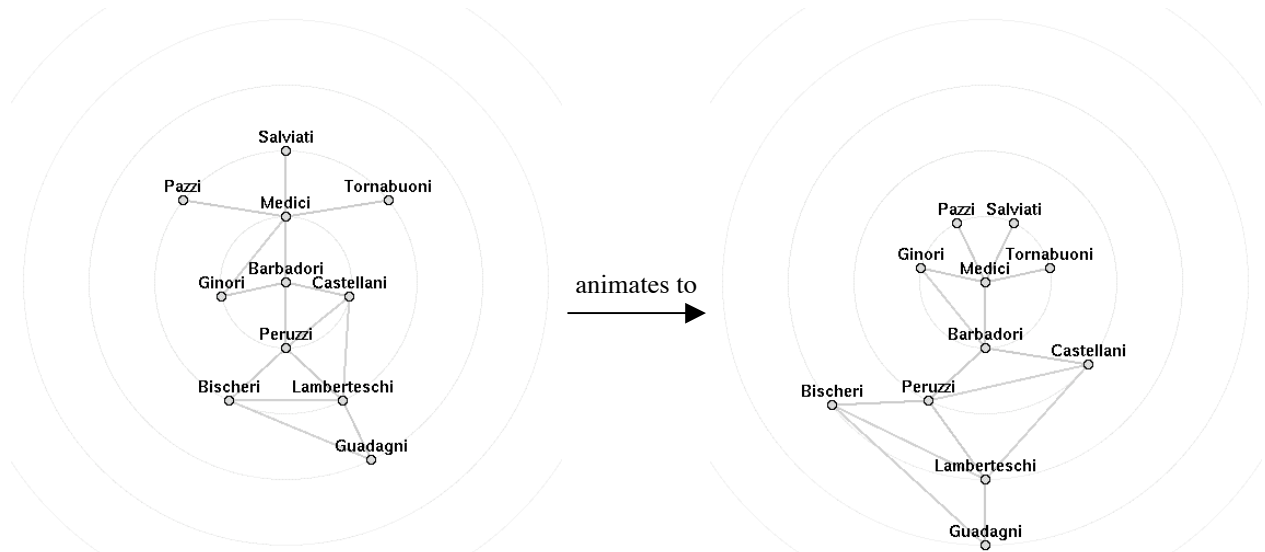 Salviati
Pazzi
Tornabuoni
Medici
Barbadori
Ginori
Castellani
Peruzzi
Bischeri
Lamberteschi
Guadagni
animates to
Pazzi
Salviati
Ginori
Tornabuoni
Medici
Barbadori
Castellani
Bischeri
Peruzzi
Lamberteschi
Guadagni